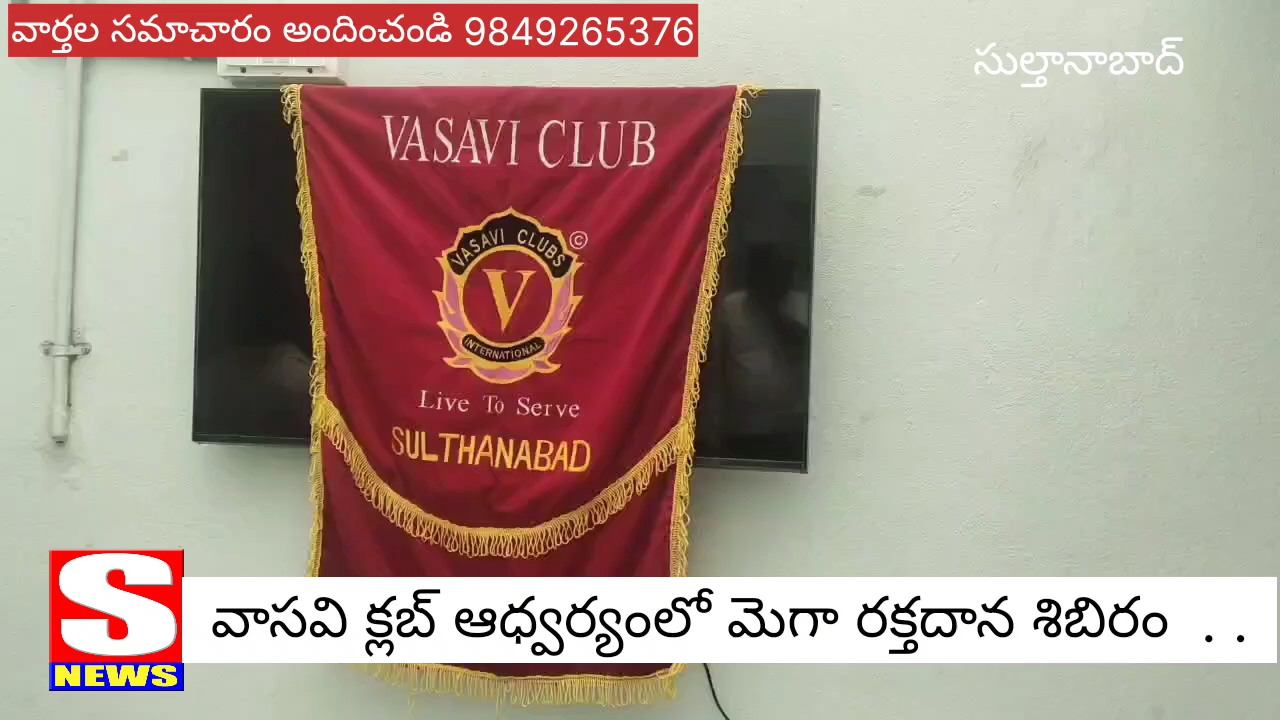 వార్తల సమాచారం అందించండి 9849265376
సుల్తానాబాద్
VASAVI CLUB
VASAVI CLUBS ©
V
INTERNATIONAL
Live To Serve
SULTHANABAD
S
NEWS
వాసవి క్లబ్ ఆధ్వర్యంలో మెగా రక్తదాన శిబిరం . .